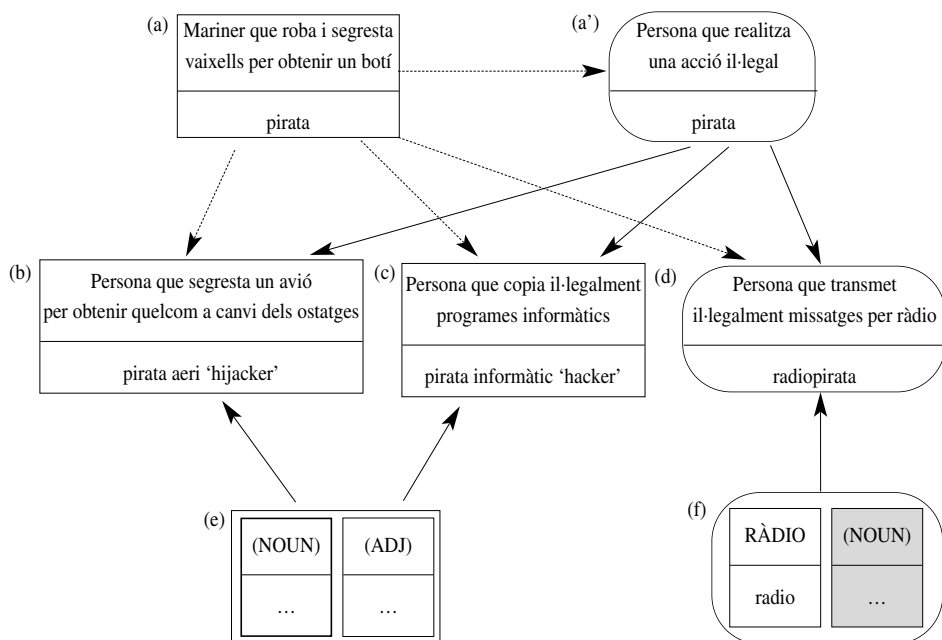 (a)
Mariner que roba i segresta
vaixells per obtenir un botí
pirata
(a’)
Persona que realitza
una acció il·legal
pirata
(b)
Persona que segresta un avió
per obtenir quelcom a canvi dels ostatges
pirata aeri ‘hijacker’
(c)
Persona que copia il·legalment
programes informàtics
pirata informàtic ‘hacker’
(d)
Persona que transmet
il·legalment missatges per ràdio
radiopirata
(e)
(NOUN)
…
(ADJ)
…
(f)
RÀDIO
radio
(NOUN)
…